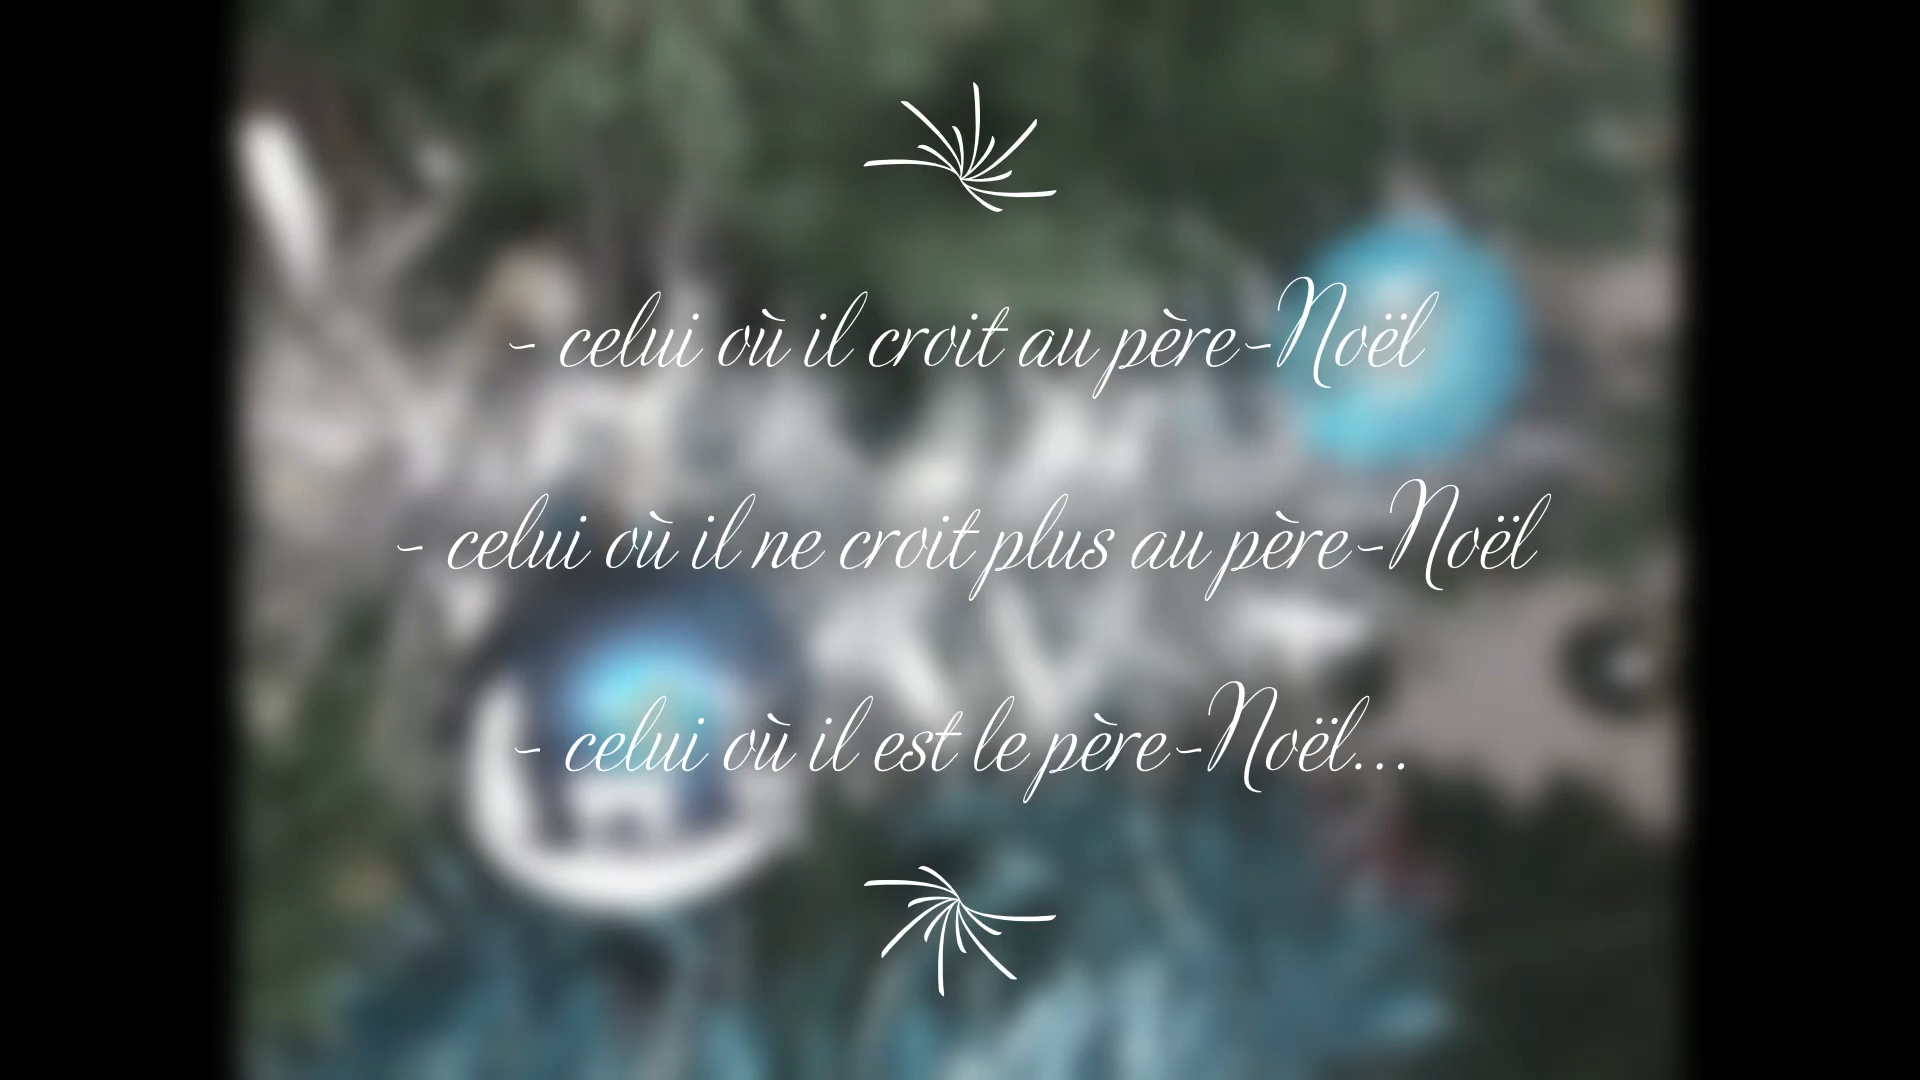 - celui où il croit au père-Noël
- celui où il ne croit plus au père-Noël
- celui où il est le père-Noël...